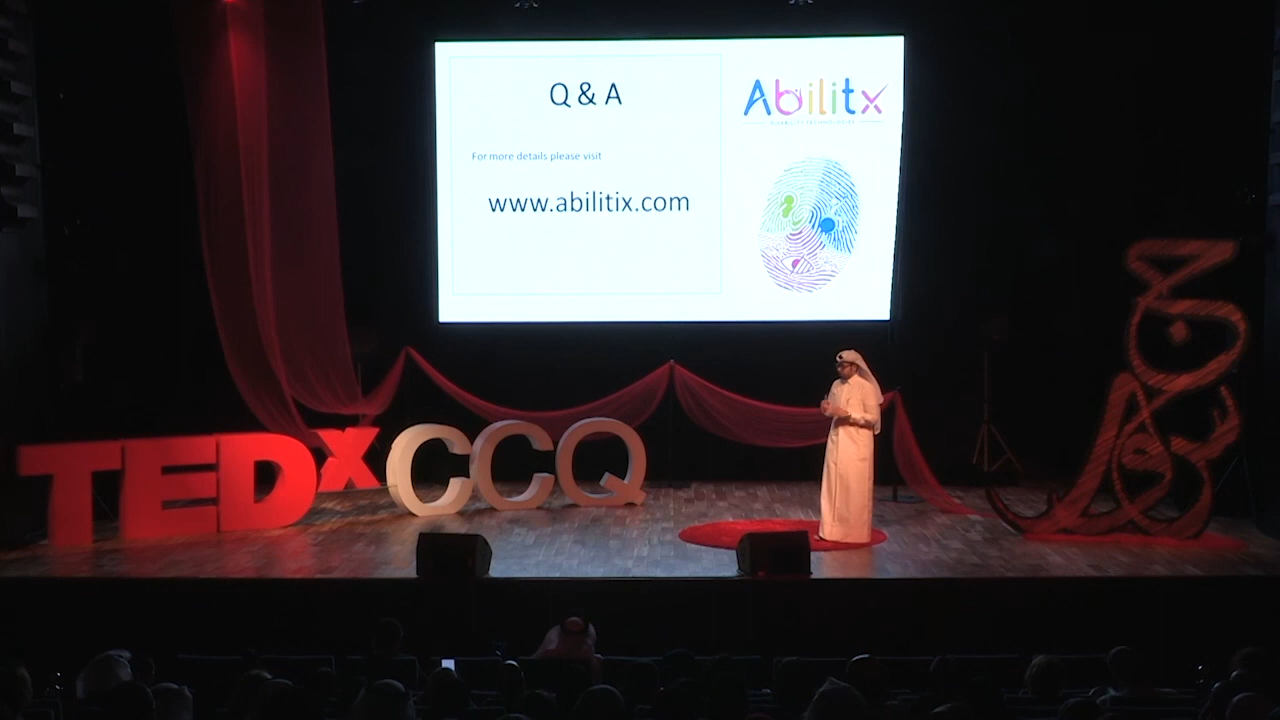 Q & A
For more details please visit
www.abilitix.com
Abilitx
TEDxCCQ